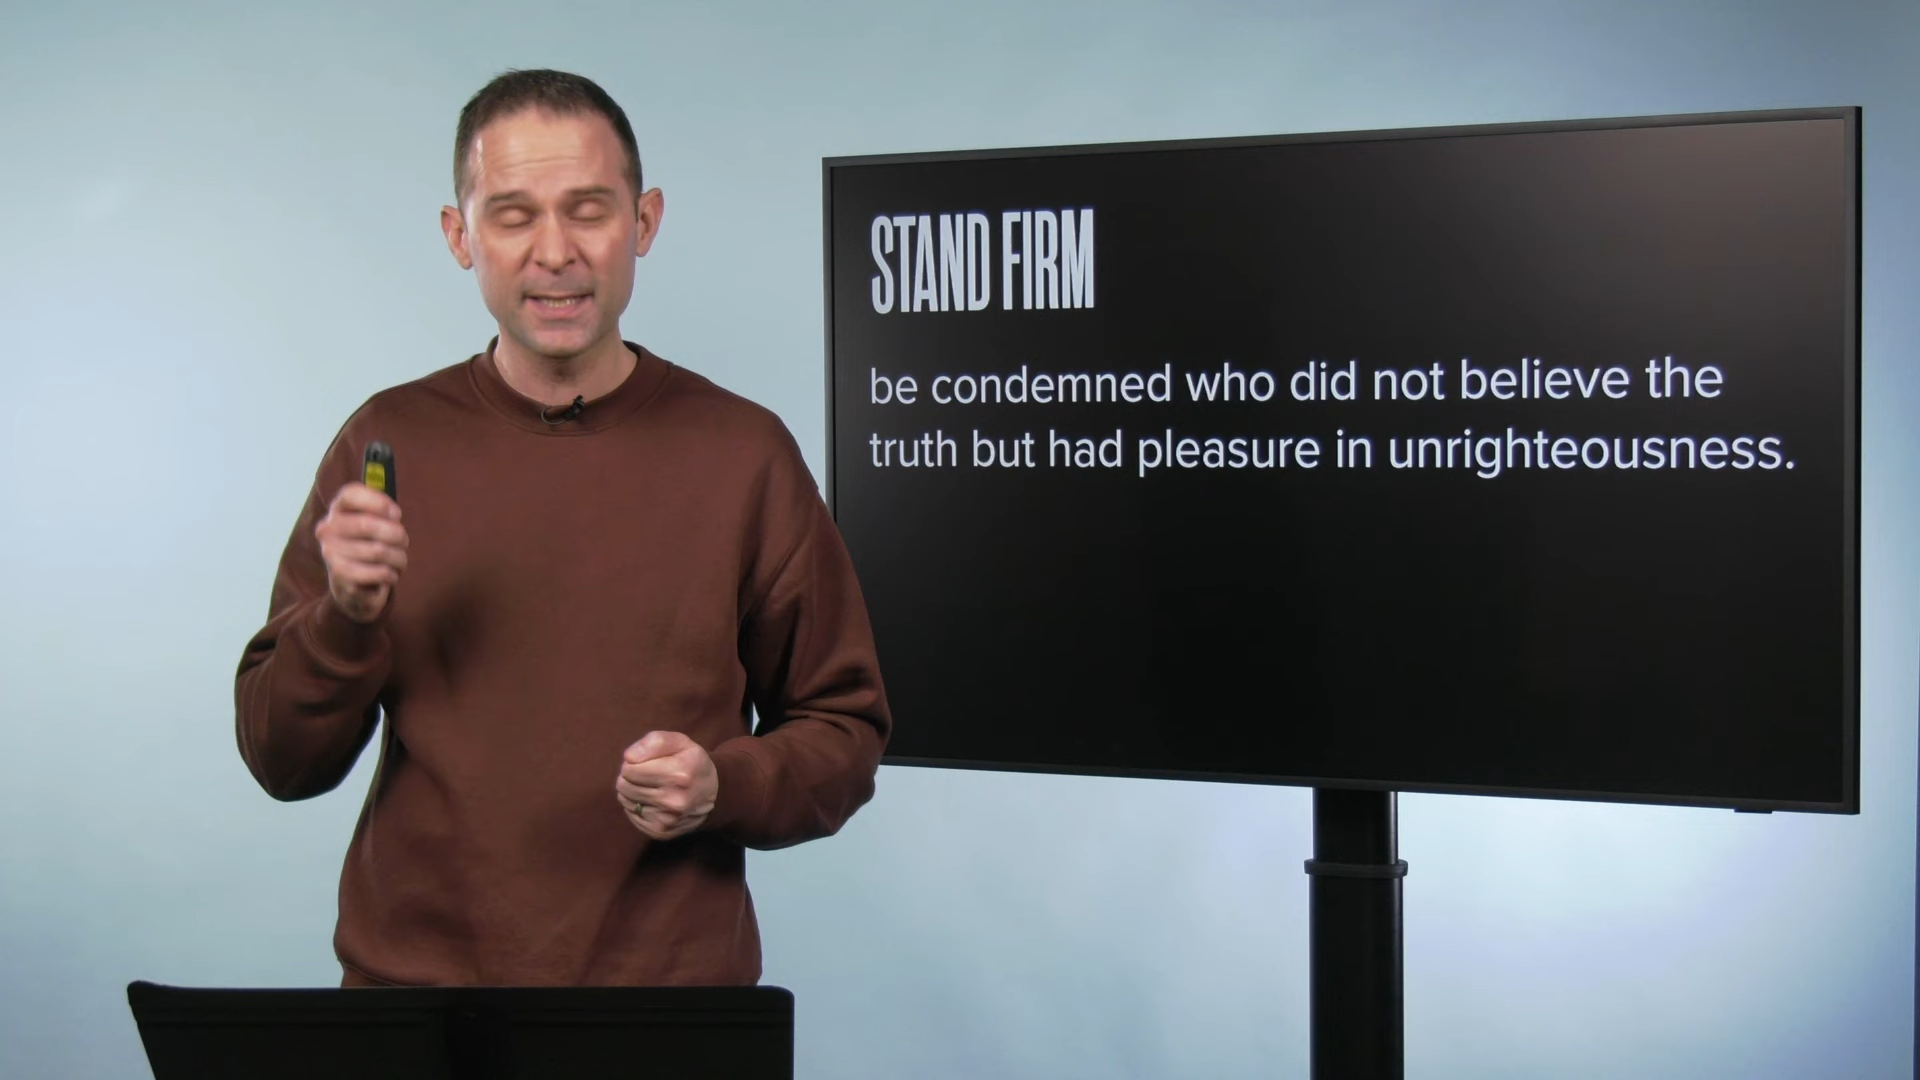 STAND FIRM
be condemned who did not believe the
truth but had pleasure in unrighteousness.